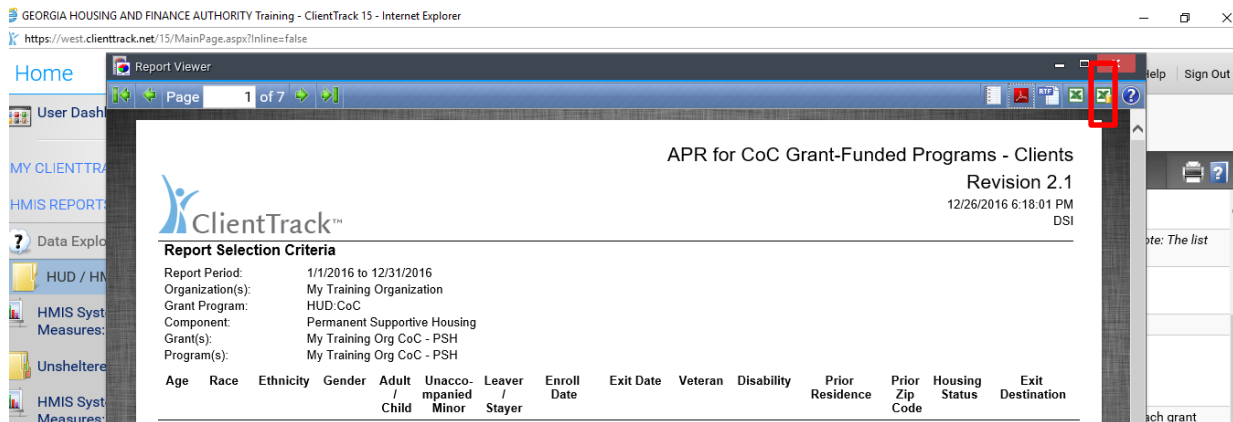 GEORGIA HOUSING AND FINANCE AUTHORITY Training - ClientTrack 15 - Internet Explorer
https://west.clienttrack.net/15/MainPage.aspx?Inline=false
Home
Report Viewer
Help Sign Out
Page 1 of 7
RTF
User Dash
MY CLIENTTRA
HMIS REPORTS
Data Explo
HUD / HM
HMIS Syst
Measures:
Unsheltere
HMIS Syst
Measures:
APR for CoC Grant-Funded Programs - Clients
Revision 2.1
12/26/2016 6:18:01 PM
DSI
ClientTrack™
Report Selection Criteria
Report Period: 1/1/2016 to 12/31/2016
Organization(s): My Training Organization
Grant Program: HUD:CoC
Component: Permanent Supportive Housing
Grant(s): My Training Org CoC - PSH
Program(s): My Training Org CoC - PSH
Age Race Ethnicity Gender Adult / Child Unacco-mpanied Minor Leaver / Stayer Enroll Date Exit Date Veteran Disability Prior Residence Prior Zip Code Housing Status Exit Destination
ote: The list
ach grant